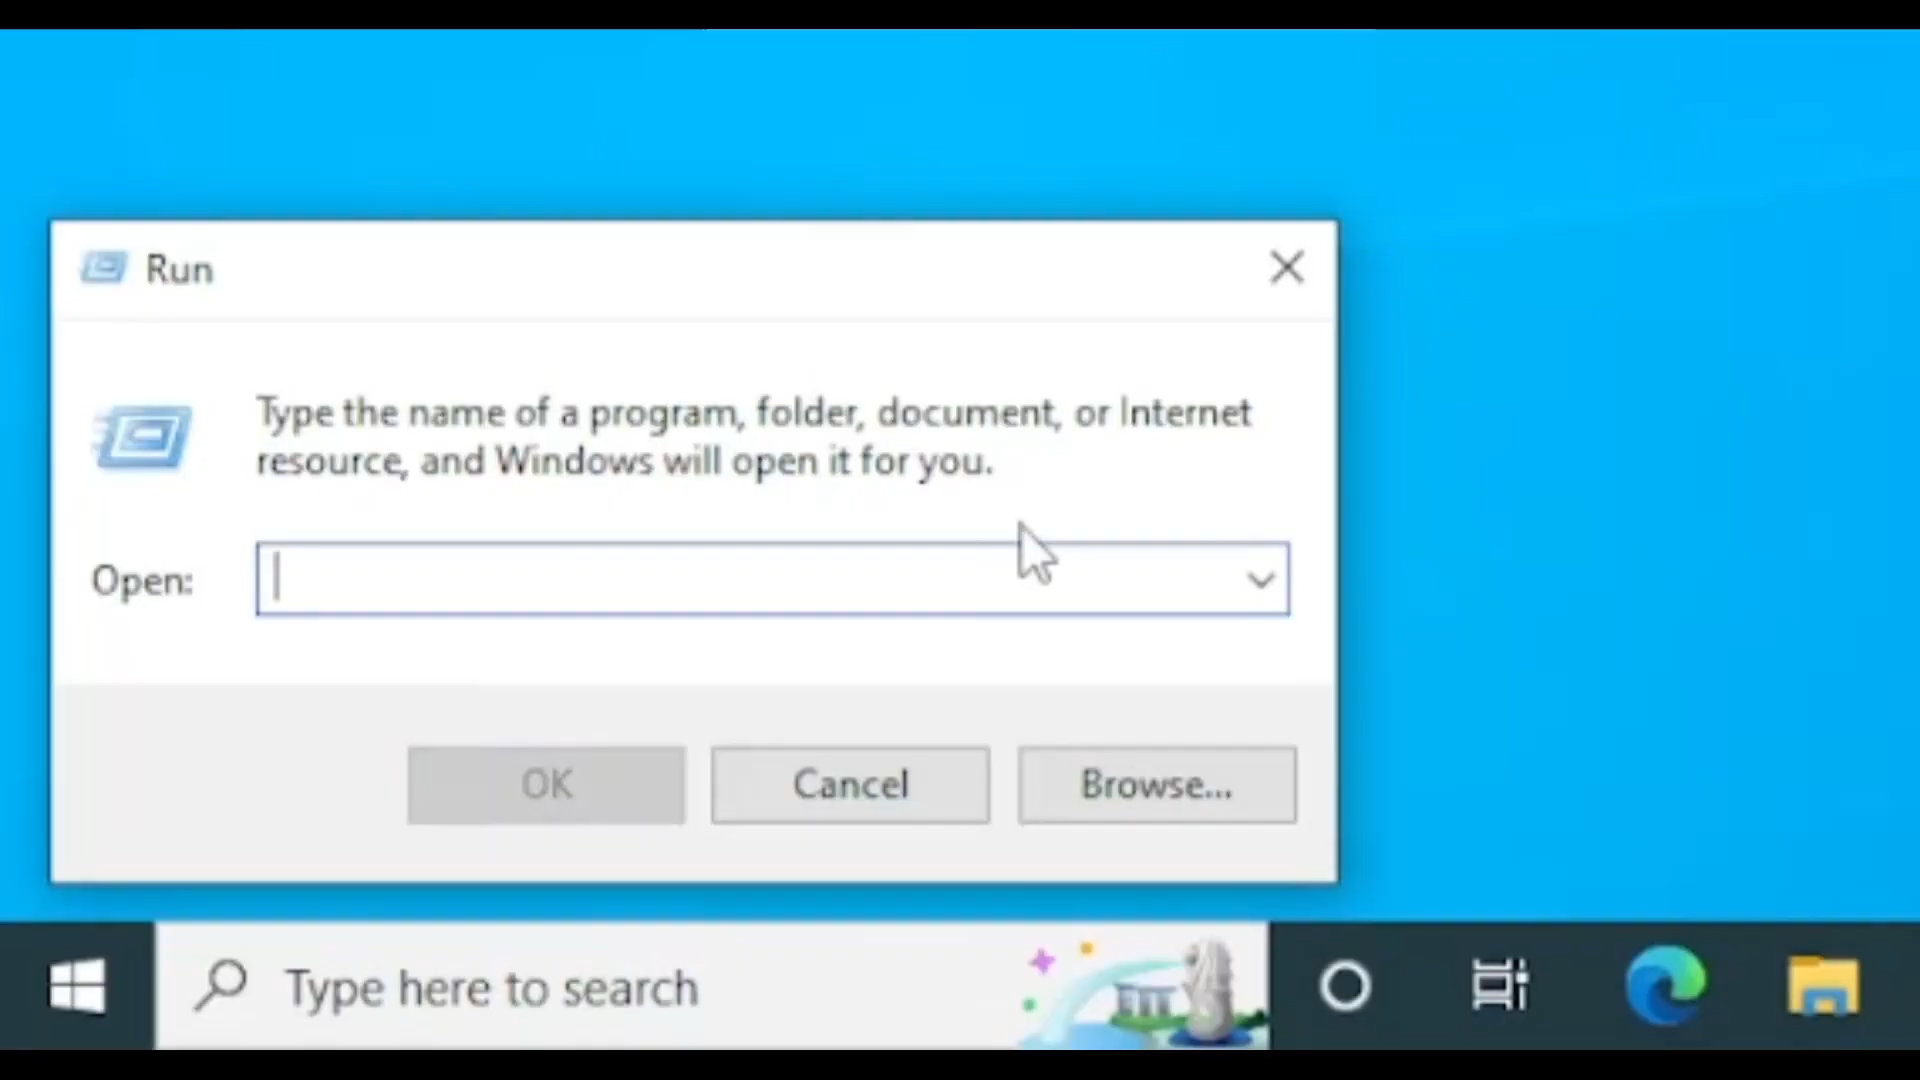 Run
Type the name of a program, folder, document, or Internet
resource, and Windows will open it for you.
Open:
OK
Cancel
Browse...
Type here to search